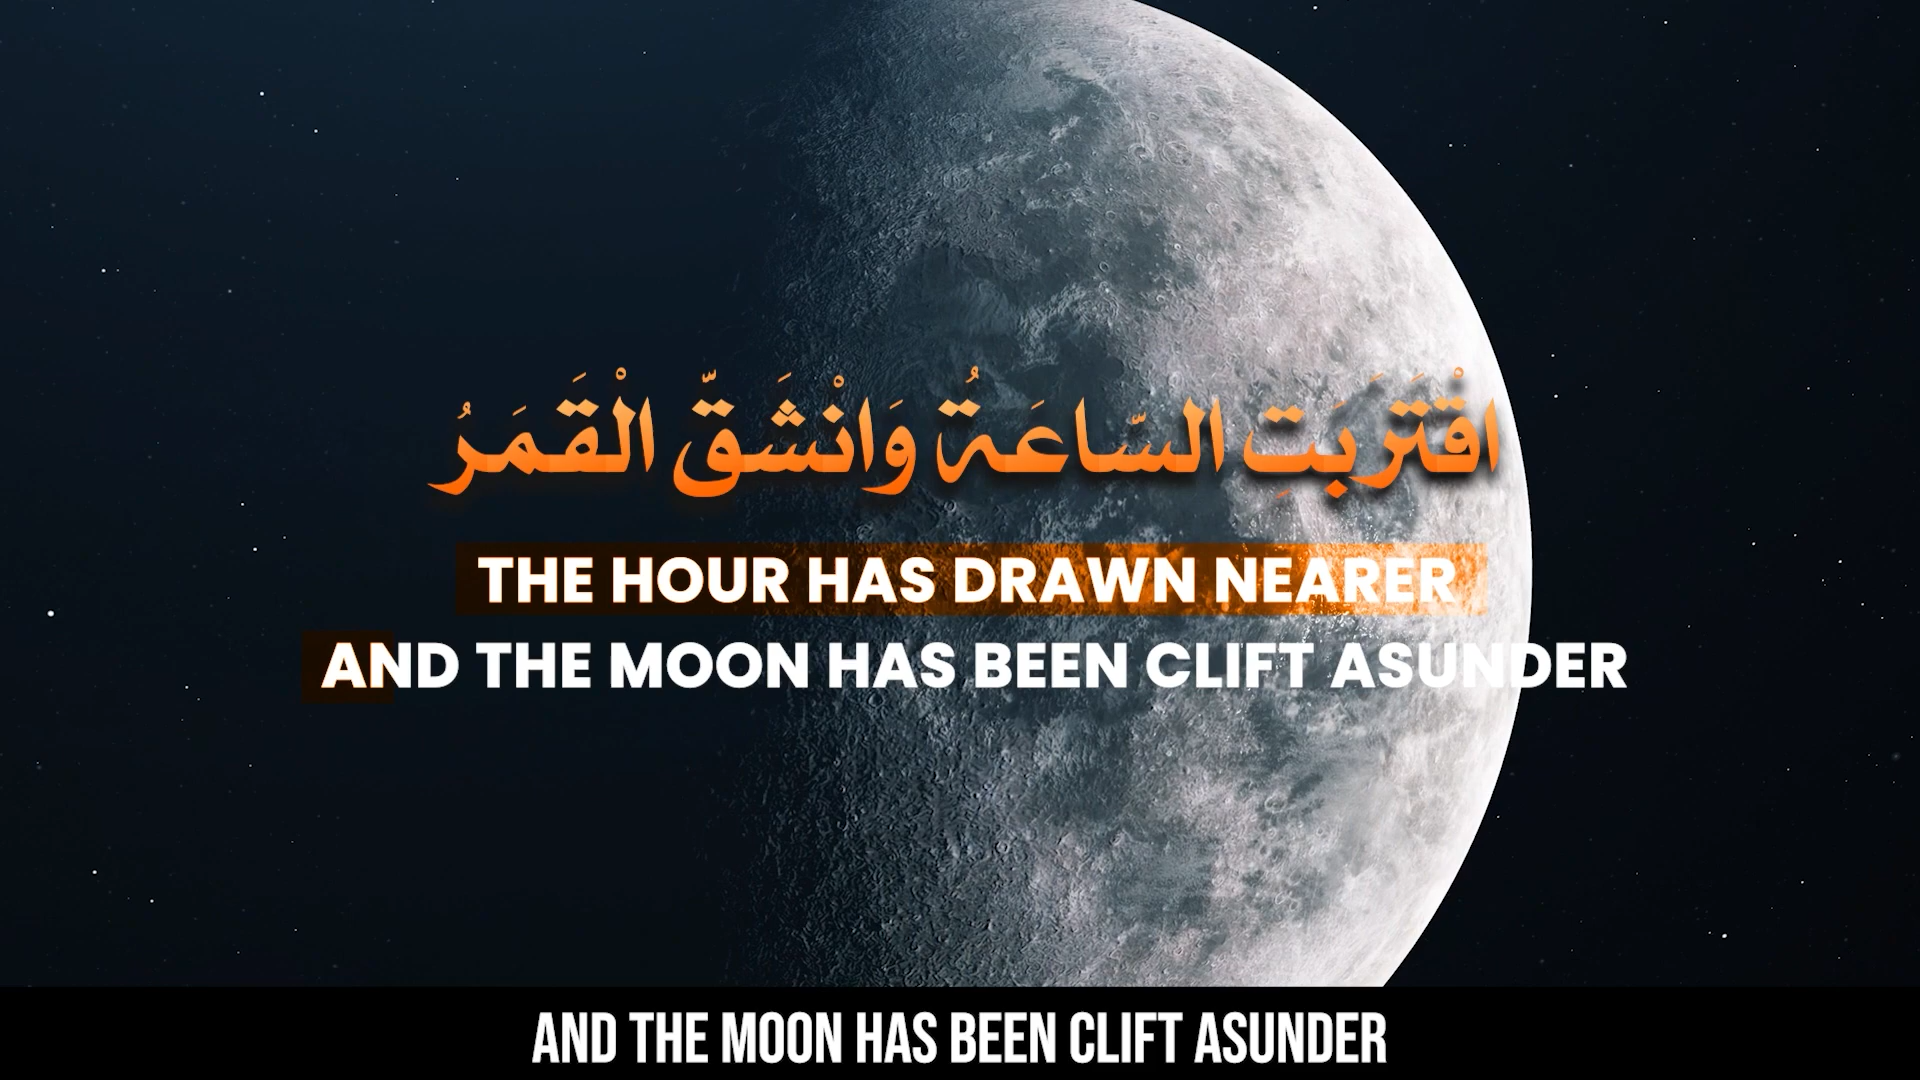 اقْتَرَبَتِ السَّاعَةُ وَانْشَقَّ الْقَمَرُ
THE HOUR HAS DRAWN NEARER
AND THE MOON HAS BEEN CLIFT ASUNDER
AND THE MOON HAS BEEN CLIFT ASUNDER